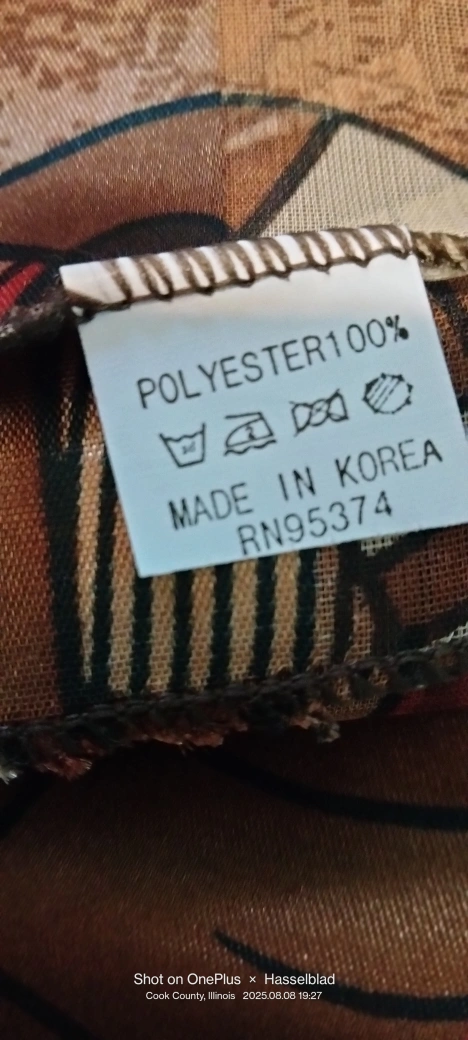 POLYESTER100%
MADE IN KOREA
RN95374
Shot on OnePlus × Hasselblad
Cook County, Illinois 2025.08.08 19:27